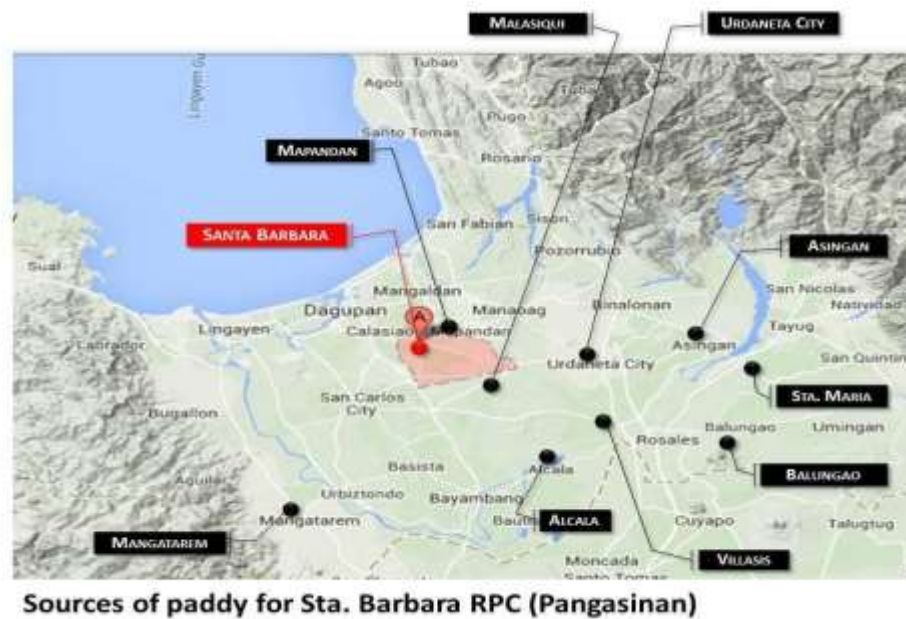 MALASIQUI
URDANETA CITY
Tubao
Agoo
Pugo
Santo Tomas
Rosario
MAPANDAN
San Fabian
Sison
SANTA BARBARA
Pozorrubio
ASINGAN
Sual
Mangaldan
San Nicolas
Dagupan
Manaoag
Binalonan
Natividad
Lingayen
A
Calasiao
Mapandan
Tayug
Labrador
Asingan
Urdaneta City
San Quintin
San Carlos
City
STA. MARIA
Bugallon
Balungao
Umingan
Rosales
Basista
Alcala
BALUNGAO
Aguilar
Urbiztondo
Bayambang
Mangatarem
ALCALA
Cuyapo
Talugtug
MANGATAREM
VILLASIS
Moncada
Santo Tomas
Sources of paddy for Sta. Barbara RPC (Pangasinan)